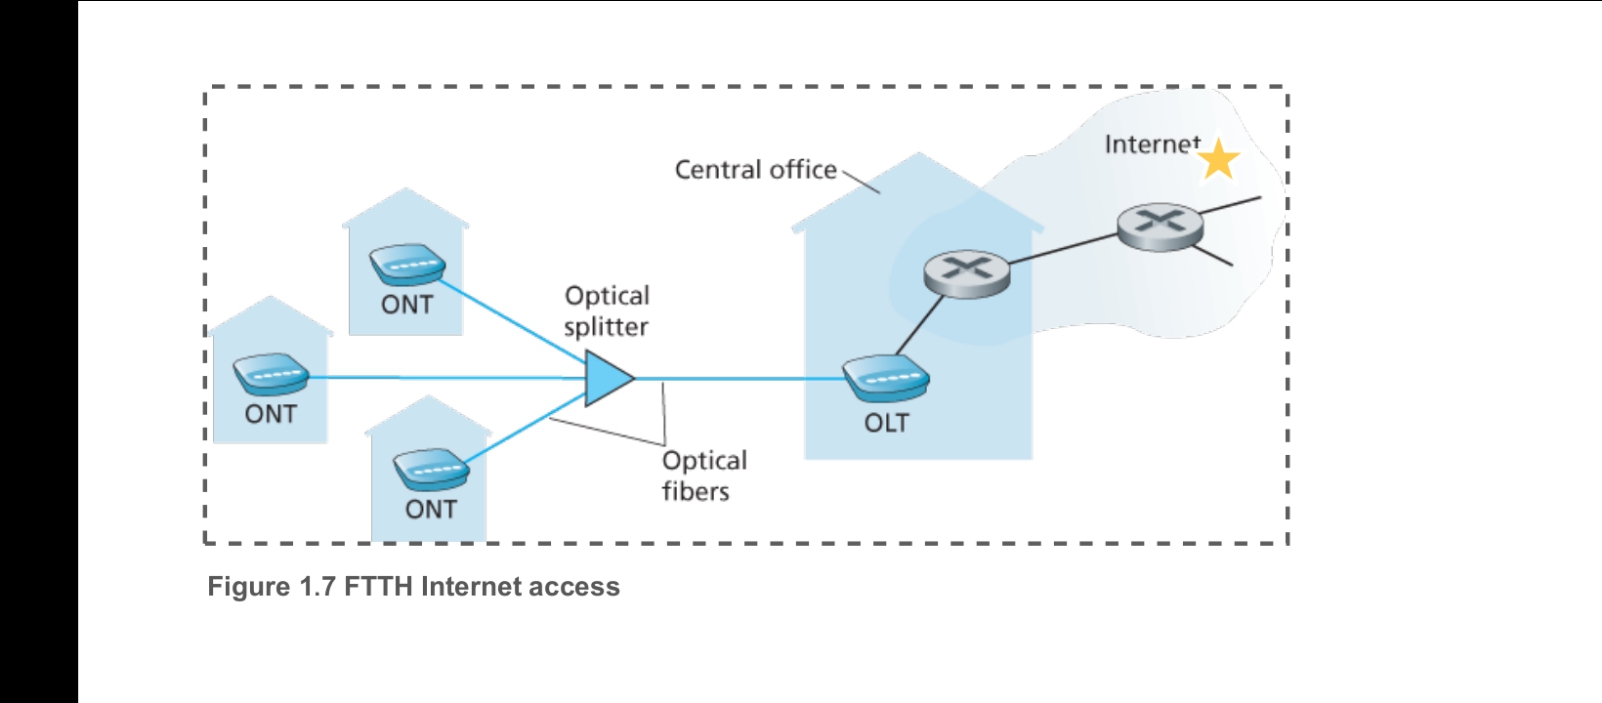 Internet
Central office
ONT
Optical
splitter
ONT
OLT
Optical
fibers
ONT
Figure 1.7 FTTH Internet access